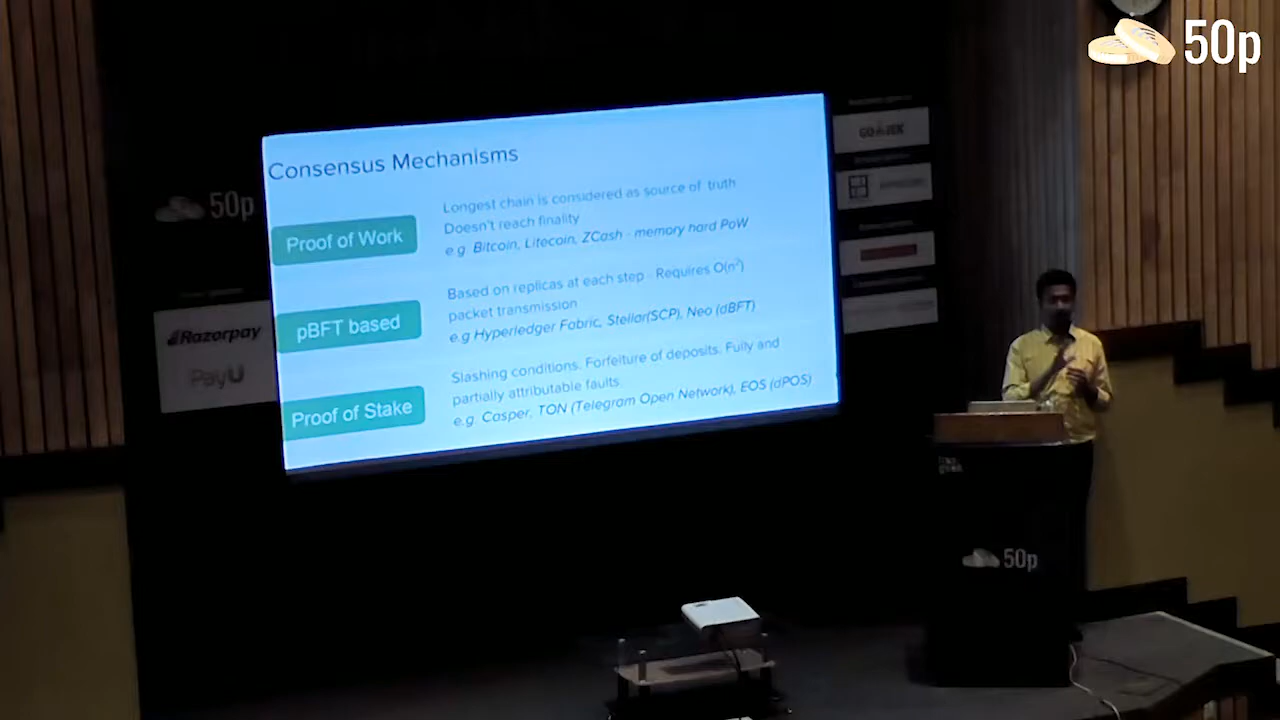 50p
Consensus Mechanisms
Proof of Work
Longest chain is considered as source of truth
Doesn't reach finality
e.g. Bitcoin, Litecoin, ZCash - memory hard PoW
pBFT based
Based on replicas at each step - Requires O(n²)
packet transmission
e.g Hyperledger Fabric, Stellar(SCP), Neo (dBFT)
Proof of Stake
Slashing conditions. Forfeiture of deposits. Fully and
partially attributable faults
e.g. Casper, TON (Telegram Open Network), EOS (dPOS)
50p
Razorpay
PayU
GO-JEK
50p